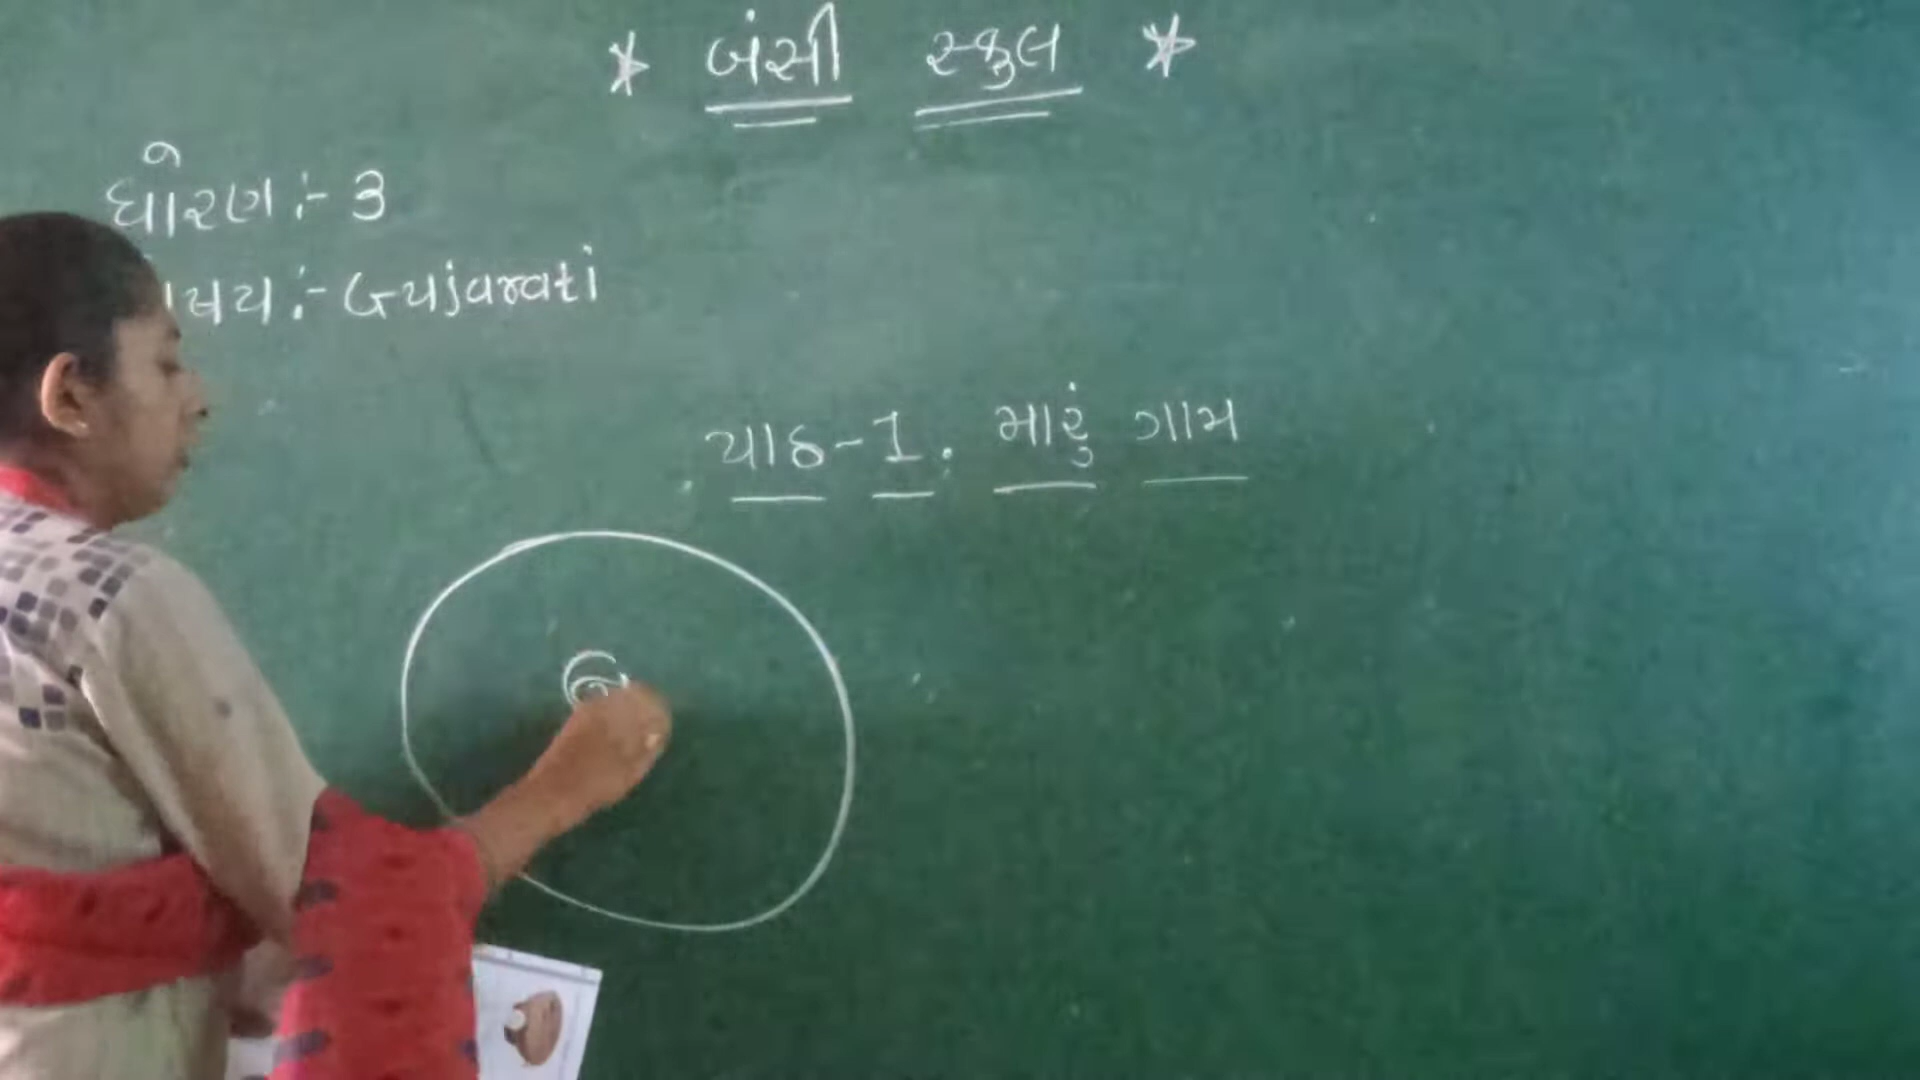 * બંસી સ્કુલ *
ધોરણ :- 3
વિષય :- Gujarati
પાઠ - 1. મારું ગામ